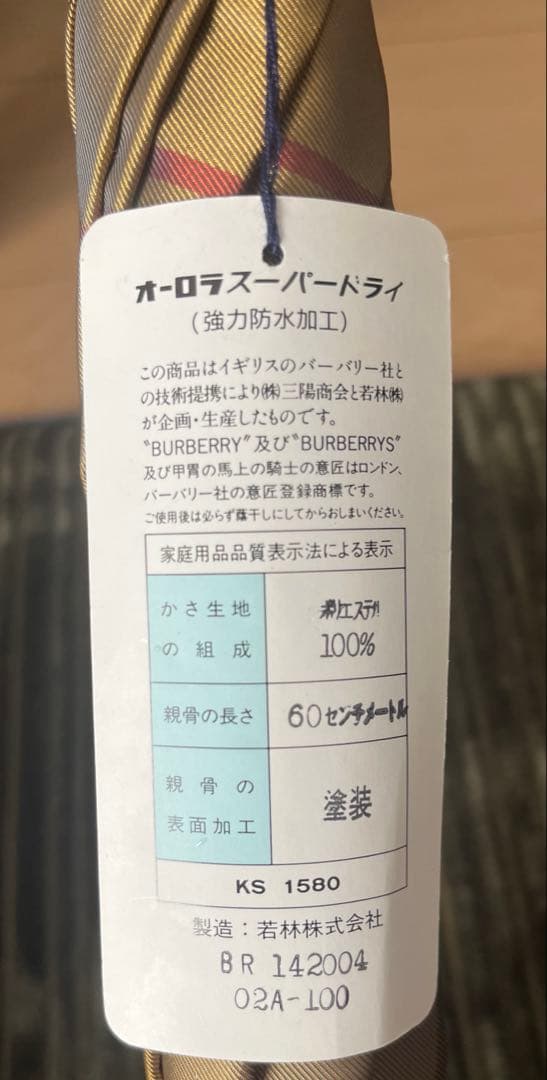 オーロラスーパードライ
(強力防水加工)
この商品はイギリスのバーバリー社と
の技術提携により㈱三陽商会と若林㈱
が企画・生産したものです。
"BURBERRY"及び"BURBERRYS"
及び甲冑の馬上の騎士の意匠はロンドン、
バーバリー社の意匠登録商標です。
ご使用後は必らず蔭干しにしてからおしまいください。
家庭用品品質表示法による表示
かさ生地の組成
ポリエステル
100%
親骨の長さ
60センチメートル
親骨の表面加工
塗装
KS 1580
製造:若林株式会社
BR 142004
02A-100